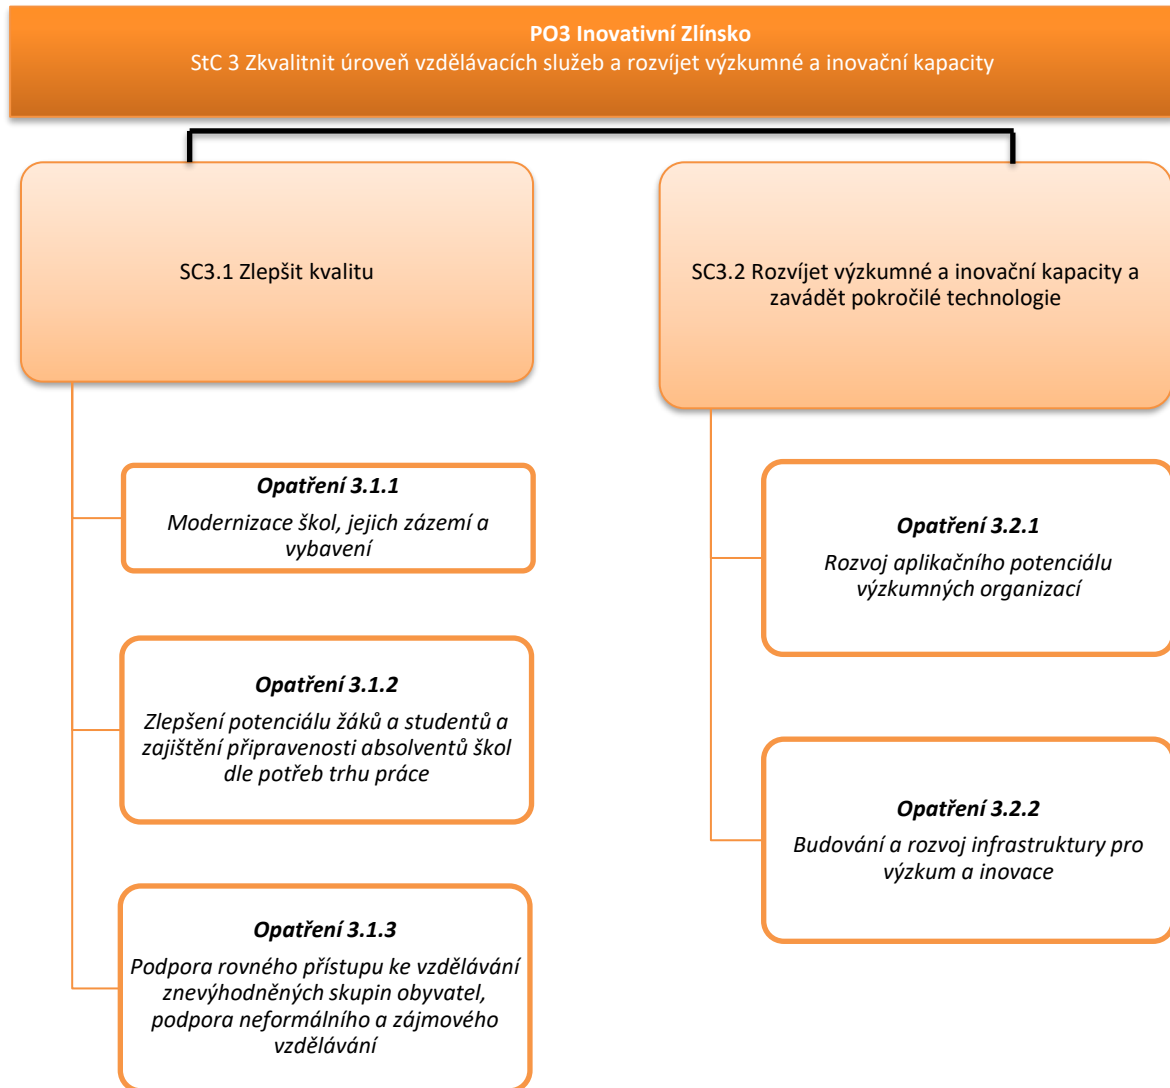 PO3 Inovativní Zlínsko
StC 3 Zkvalitnit úroveň vzdělávacích služeb a rozvíjet výzkumné a inovační kapacity
SC3.1 Zlepšit kvalitu
Opatření 3.1.1
Modernizace škol, jejich zázemí a
vybavení
Opatření 3.1.2
Zlepšení potenciálu žáků a studentů a
zajištění připravenosti absolventů škol
dle potřeb trhu práce
Opatření 3.1.3
Podpora rovného přístupu ke vzdělávání
znevýhodněných skupin obyvatel,
podpora neformálního a zájmového
vzdělávání
SC3.2 Rozvíjet výzkumné a inovační kapacity a
zavádět pokročilé technologie
Opatření 3.2.1
Rozvoj aplikačního potenciálu
výzkumných organizací
Opatření 3.2.2
Budování a rozvoj infrastruktury pro
výzkum a inovace